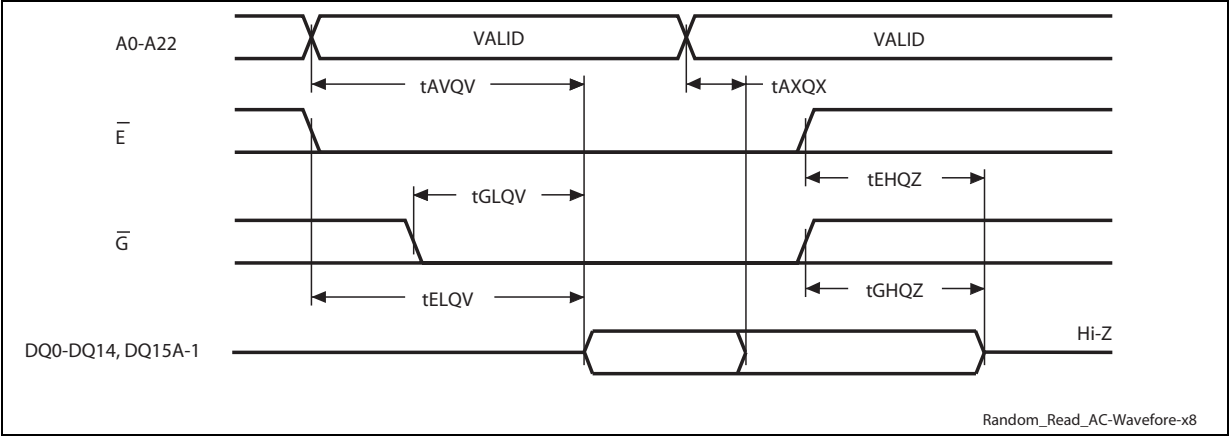 A0-A22
VALID
VALID
tAVQV
tAXQX
E̅
tEHQZ
tGLQV
G̅
tELQV
tGHQZ
Hi-Z
DQ0-DQ14, DQ15A-1
Random_Read_AC-Wavefore-x8